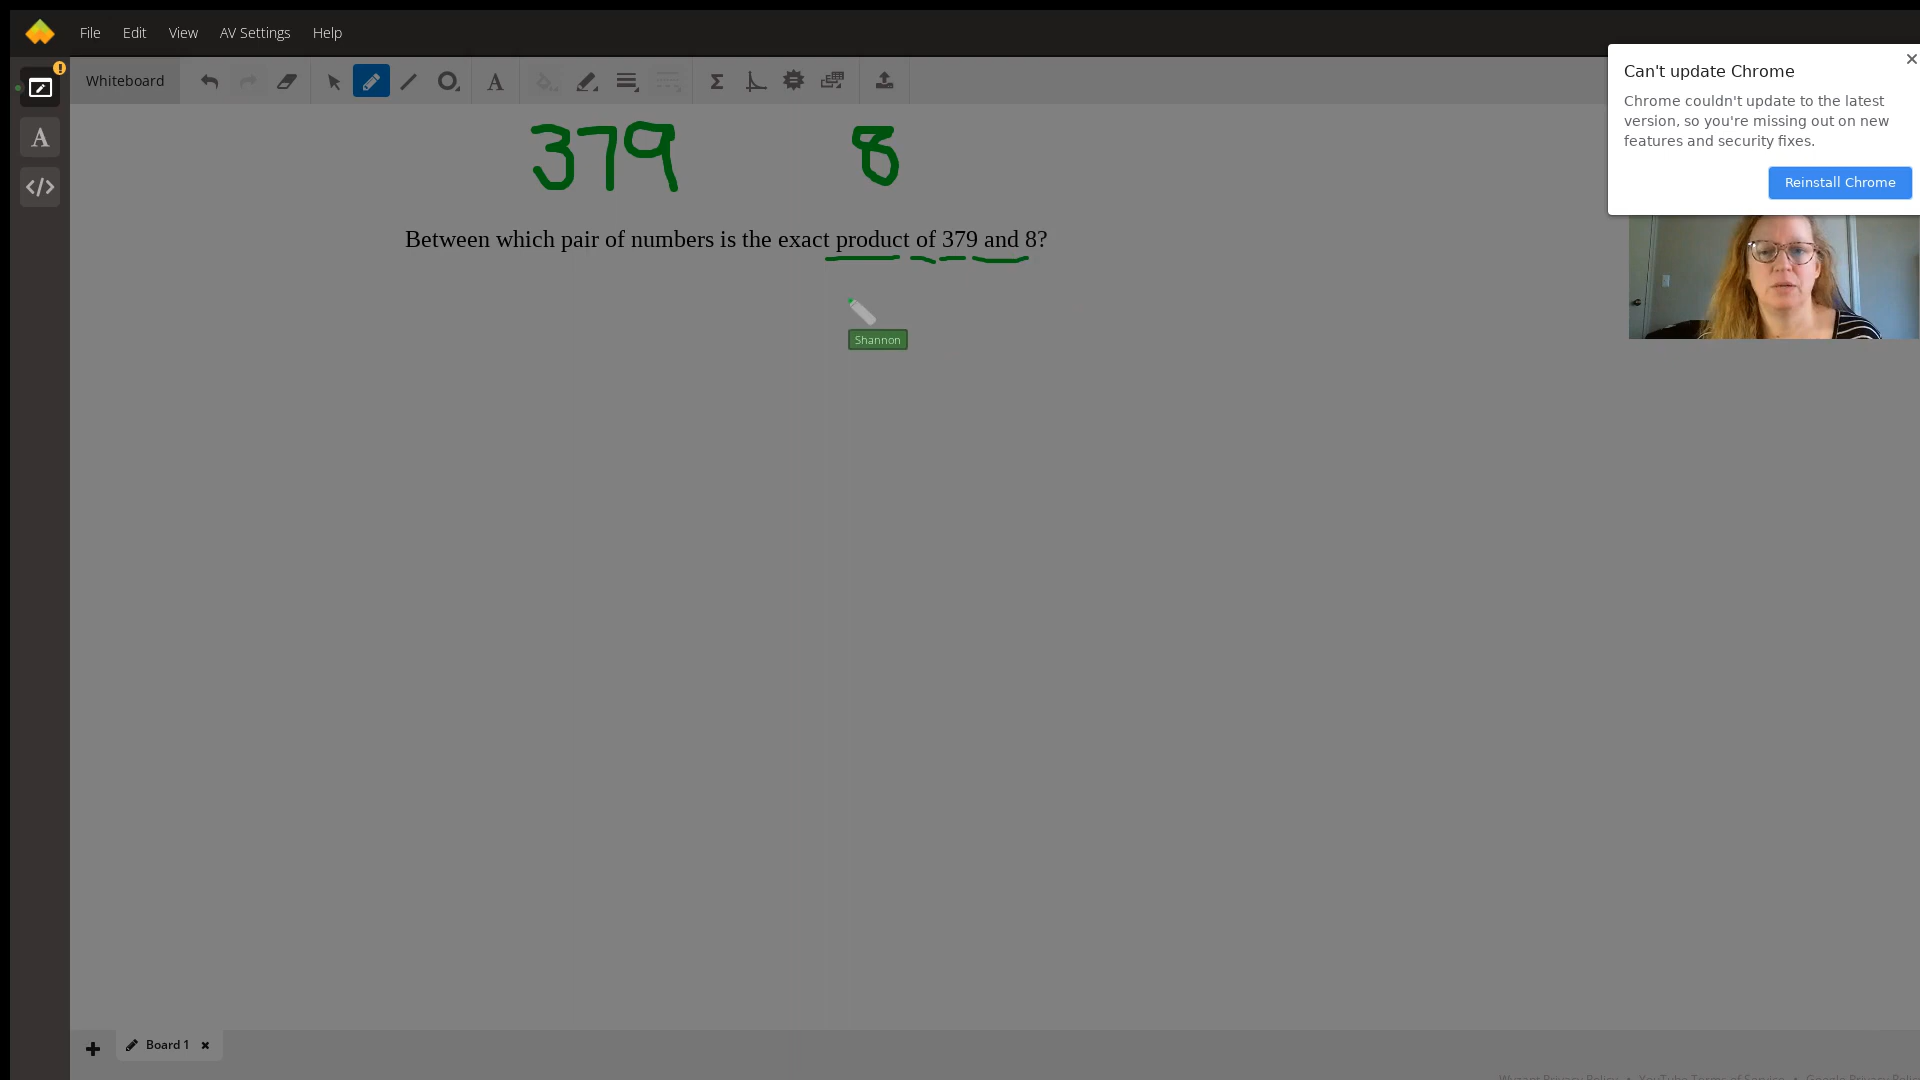 File Edit View AV Settings Help
Can't update Chrome
Chrome couldn't update to the latest
version, so you're missing out on new
features and security fixes.
Reinstall Chrome
Whiteboard
A
Σ
A
379 8
Between which pair of numbers is the exact product of 379 and 8?
Shannon
Board 1